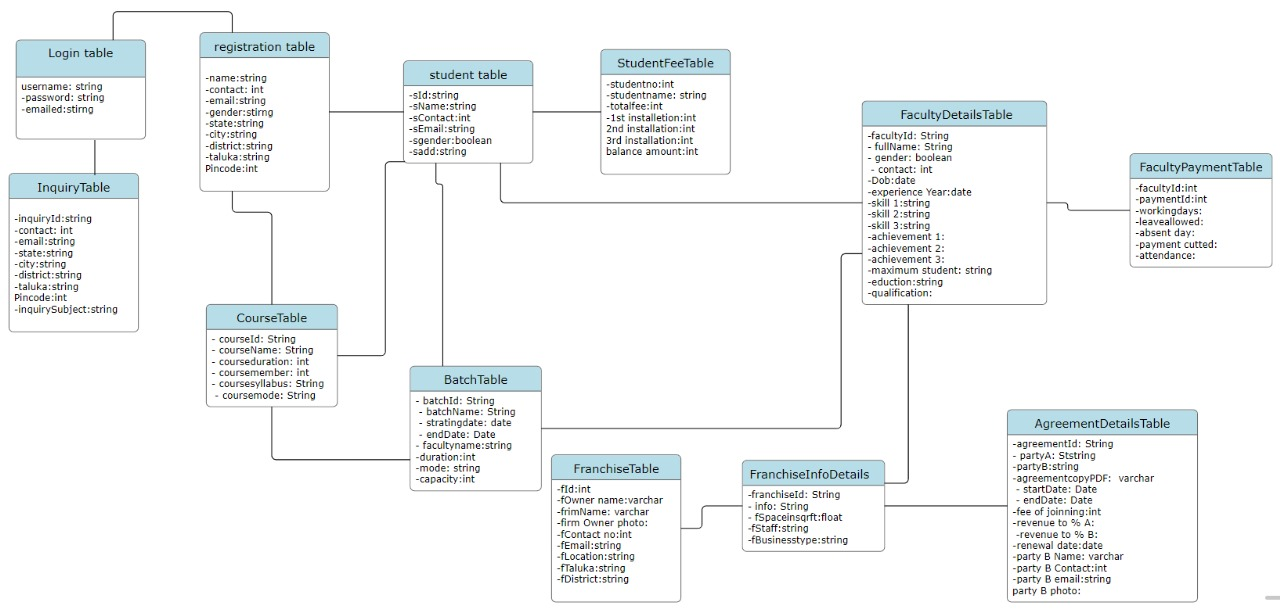 Login table
username: string
-password: string
-emailed:stirng
registration table
-name:string
-contact: int
-email:string
-gender:stirng
-state:string
-city:string
-district:string
-taluka:string
Pincode:int
student table
-sId:string
-sName:string
-sContact:int
-sEmail:string
-sgender:boolean
-sadd:string
StudentFeeTable
-studentno:int
-studentname: string
-totalfee:int
-1st installetion:int
2nd installation:int
3rd installation:int
balance amount:int
FacultyDetailsTable
-facultyId: String
- fullName: String
- gender: boolean
- contact: int
-Dob:date
-experience Year:date
-skill 1:string
-skill 2:string
-skill 3:string
-achievement 1:
-achievement 2:
-achievement 3:
-maximum student: string
-eduction:string
-qualification:
FacultyPaymentTable
-facultyId:int
-paymentId:int
-workingdays:
-leaveallowed:
-absent day:
-payment cutted:
-attendance:
InquiryTable
-inquiryId:string
-contact: int
-email:string
-state:string
-city:string
-district:string
-taluka:string
Pincode:int
-inquirySubject:string
CourseTable
- courseId: String
- courseName: String
- courseduration: int
- coursemember: int
- coursesyllabus: String
- coursemode: String
BatchTable
- batchId: String
- batchName: String
- stratingdate: date
- endDate: Date
- facultyname:string
-duration:int
-mode: string
-capacity:int
FranchiseTable
-fId:int
-fOwner name:varchar
-frimName: varchar
-firm Owner photo:
-fContact no:int
-fEmail:string
-fLocation:string
-fTaluka:string
-fDistrict:string
FranchiseInfoDetails
-franchiseId: String
- info: String
- fSpaceinsqrft:float
-fStaff:string
-fBusinesstype:string
AgreementDetailsTable
-agreementId: String
- partyA: Ststring
-partyB:string
-agreementcopyPDF: varchar
- startDate: Date
- endDate: Date
-fee of joinning:int
-revenue to % A:
-revenue to % B:
-renewal date:date
-party B Name: varchar
-party B Contact:int
-party B email:string
party B photo: